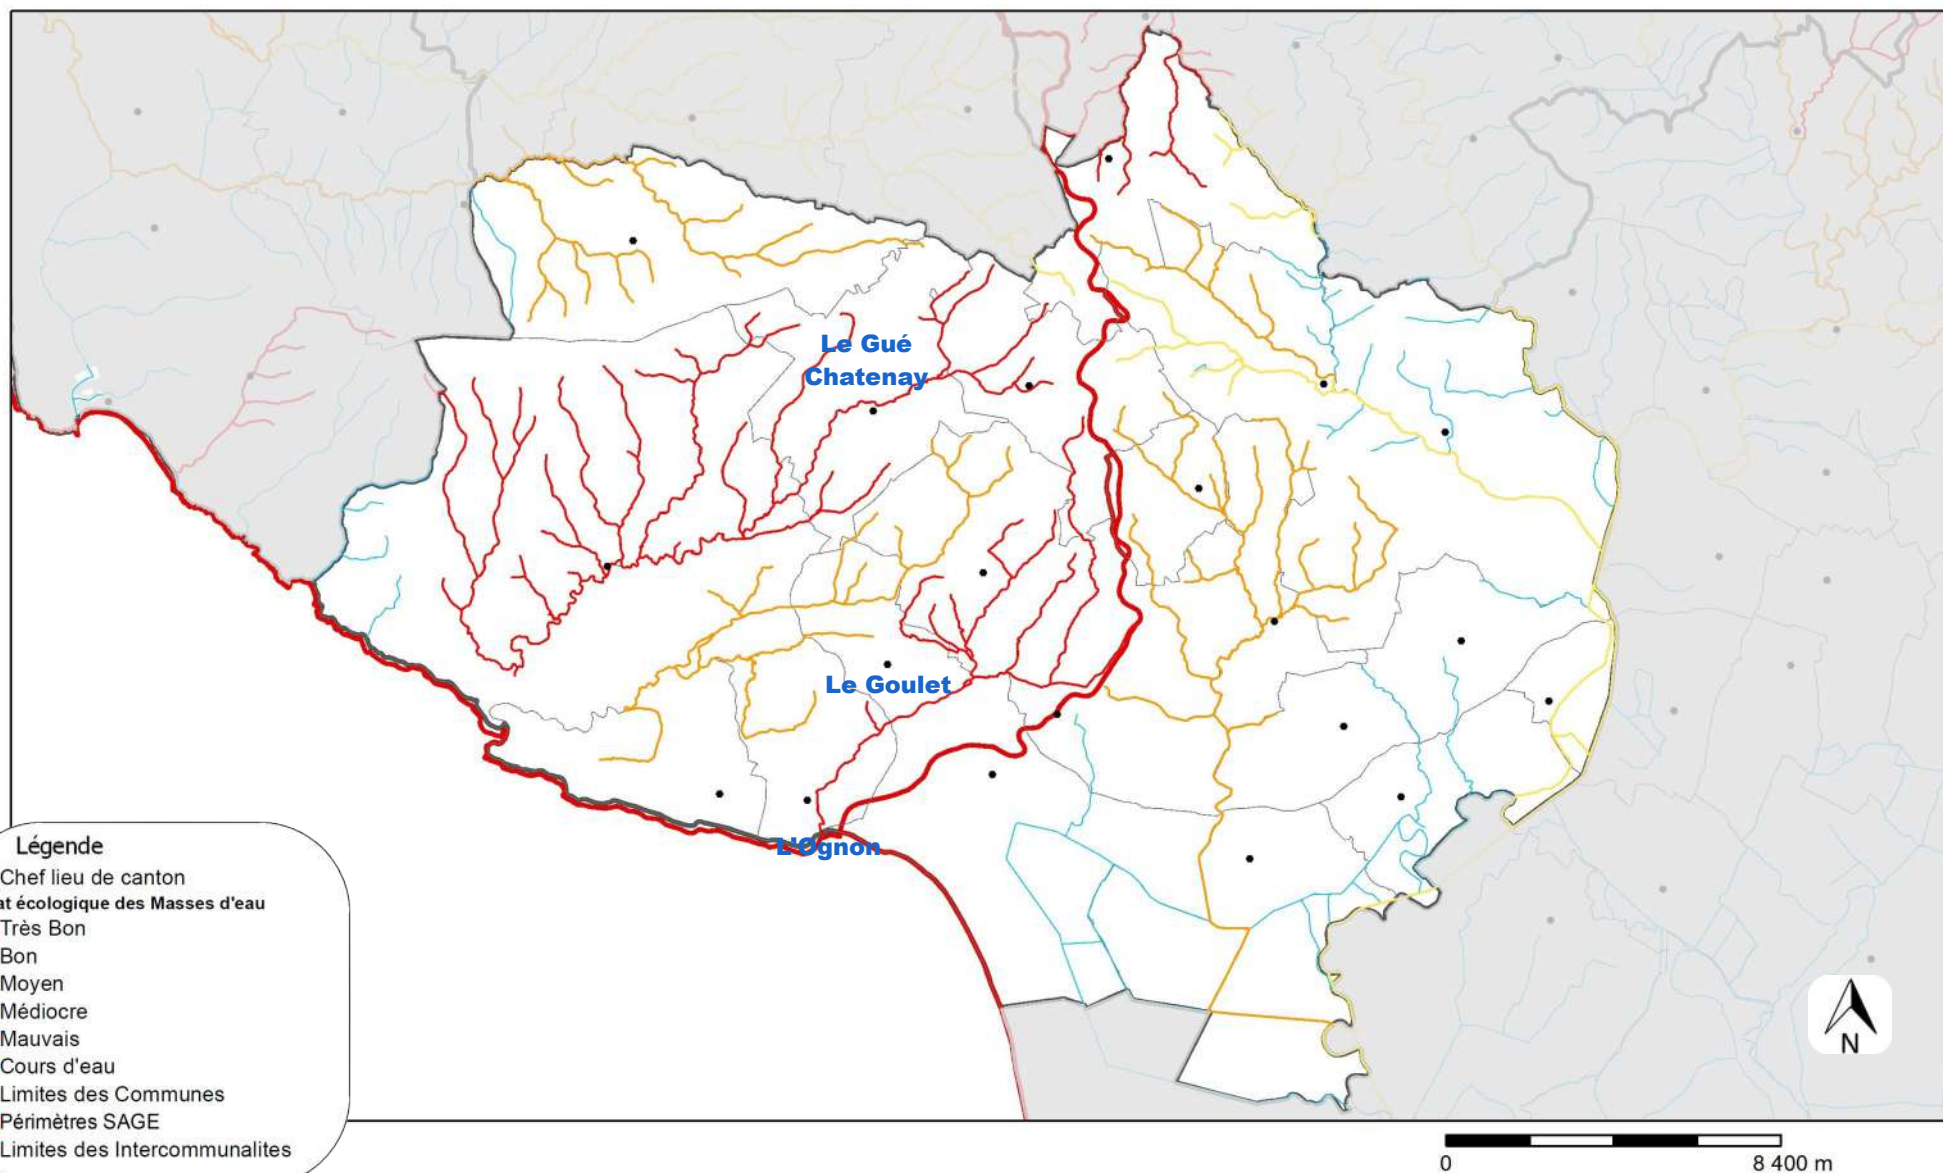 Le Gué
Chatenay
Le Goulet
L'Ognon
Légende
Chef lieu de canton
at écologique des Masses d'eau
Très Bon
Bon
Moyen
Médiocre
Mauvais
Cours d'eau
Limites des Communes
Périmètres SAGE
Limites des Intercommunalites
N
0 8 400 m